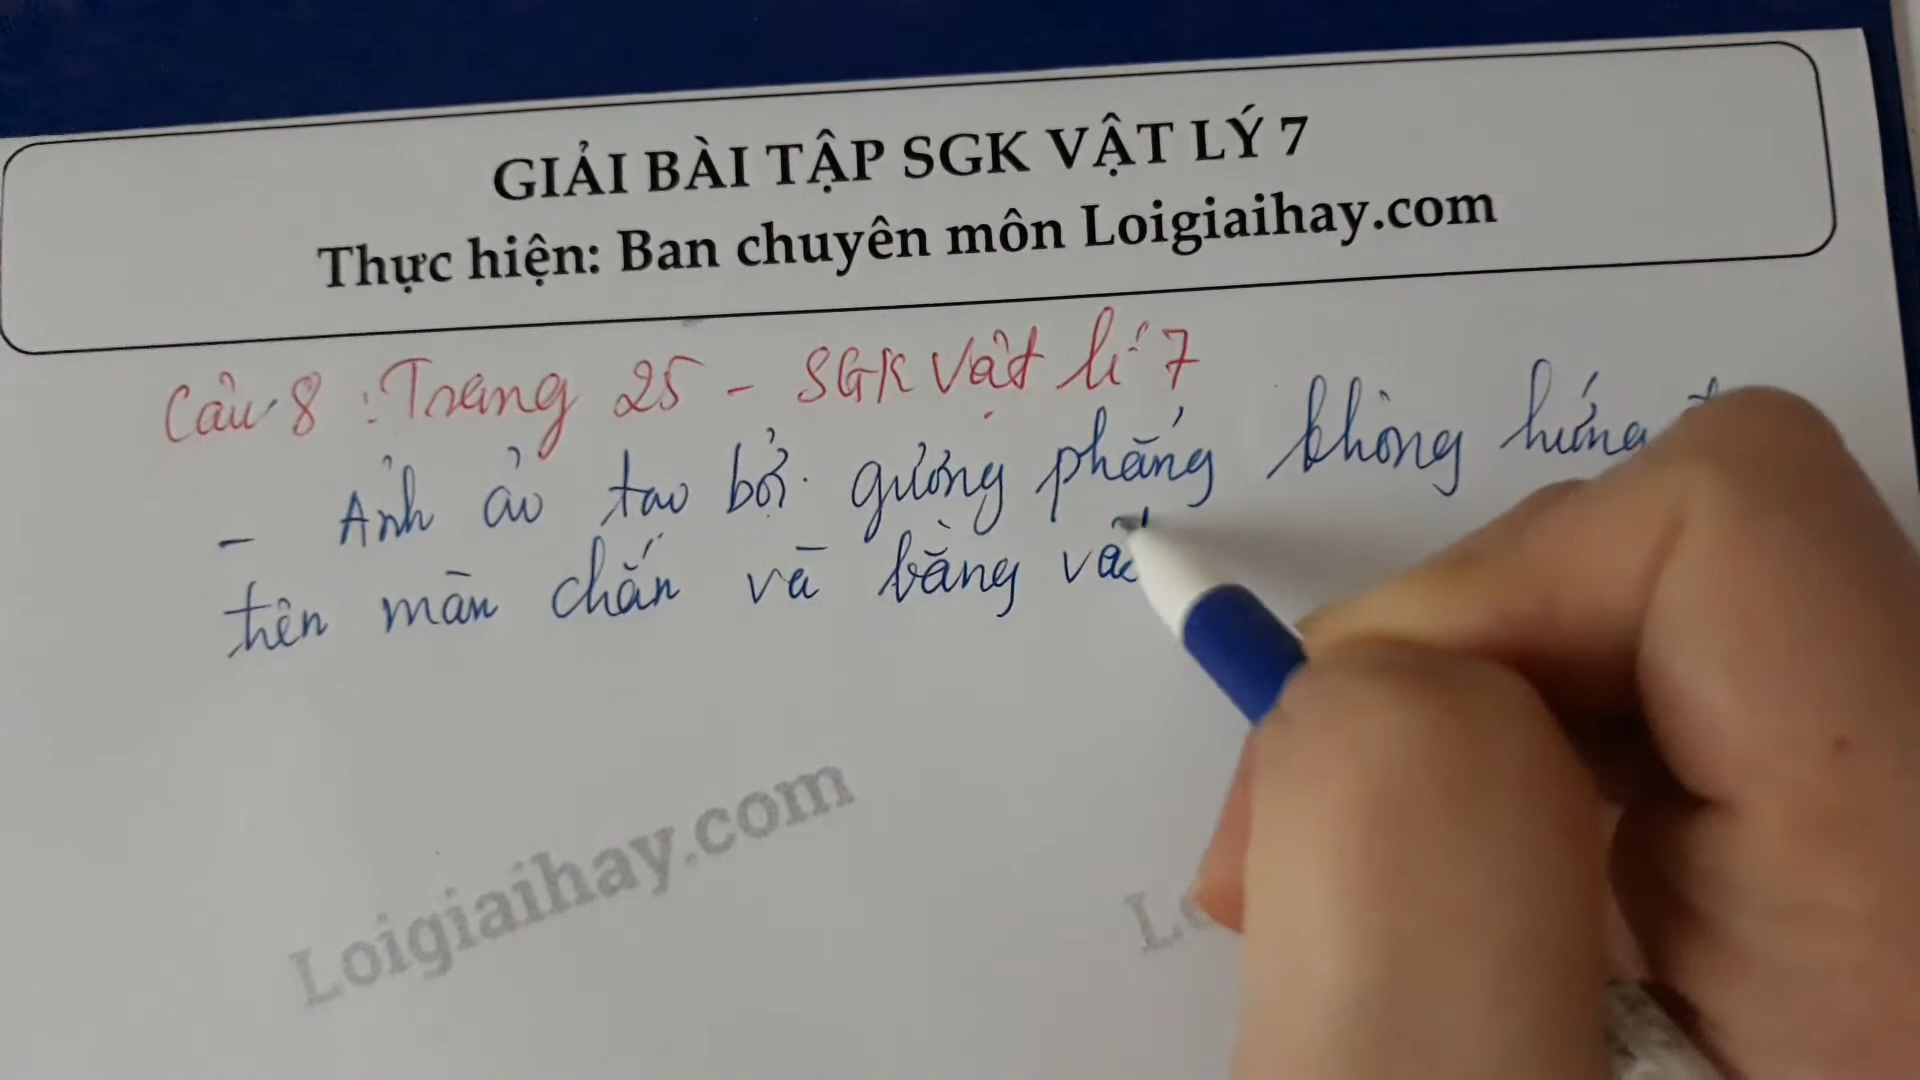 GIẢI BÀI TẬP SGK VẬT LÝ 7
Thực hiện: Ban chuyên môn Loigiaihay.com
Câu 8 : Trang 25 - SGK Vật lí 7
- Ảnh ảo tạo bởi gương phẳng không hứng
trên màn chắn và bằng
Loigiaihay.com